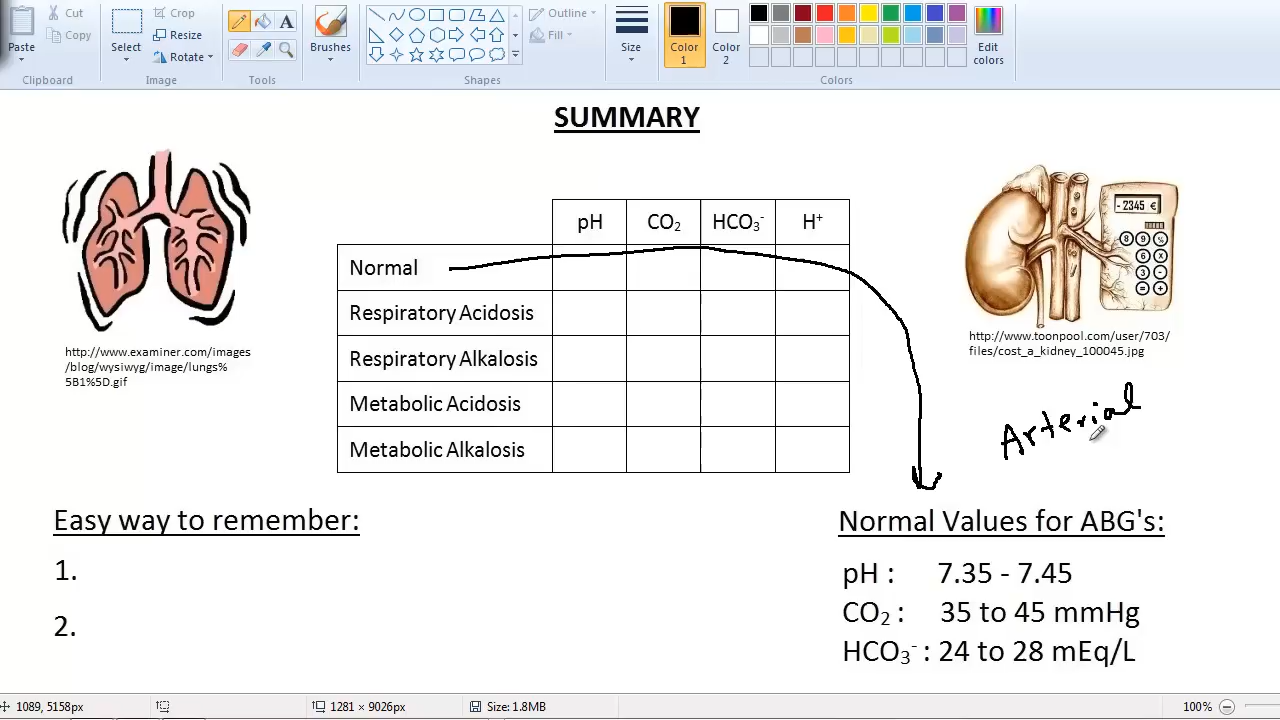 Cut
Crop
Outline
Copy
Resize
Fill
Paste
Select
Rotate
Brushes
Size
Color 1
Color 2
Edit colors
Clipboard
Image
Tools
Shapes
Colors
SUMMARY
- 2345 €
8 9 %
6 X
3 -
= +
pH CO₂ HCO₃⁻ H⁺
Normal
Respiratory Acidosis
Respiratory Alkalosis
Metabolic Acidosis
Metabolic Alkalosis
http://www.examiner.com/images
/blog/wysiwyg/image/lungs%
5B1%5D.gif
http://www.toonpool.com/user/703/
files/cost_a_kidney_100045.jpg
Arterial
Easy way to remember:
1.
2.
Normal Values for ABG's:
pH : 7.35 - 7.45
CO₂ : 35 to 45 mmHg
HCO₃⁻ : 24 to 28 mEq/L
1089, 5158px
1281 × 9026px
Size: 1.8MB
100%